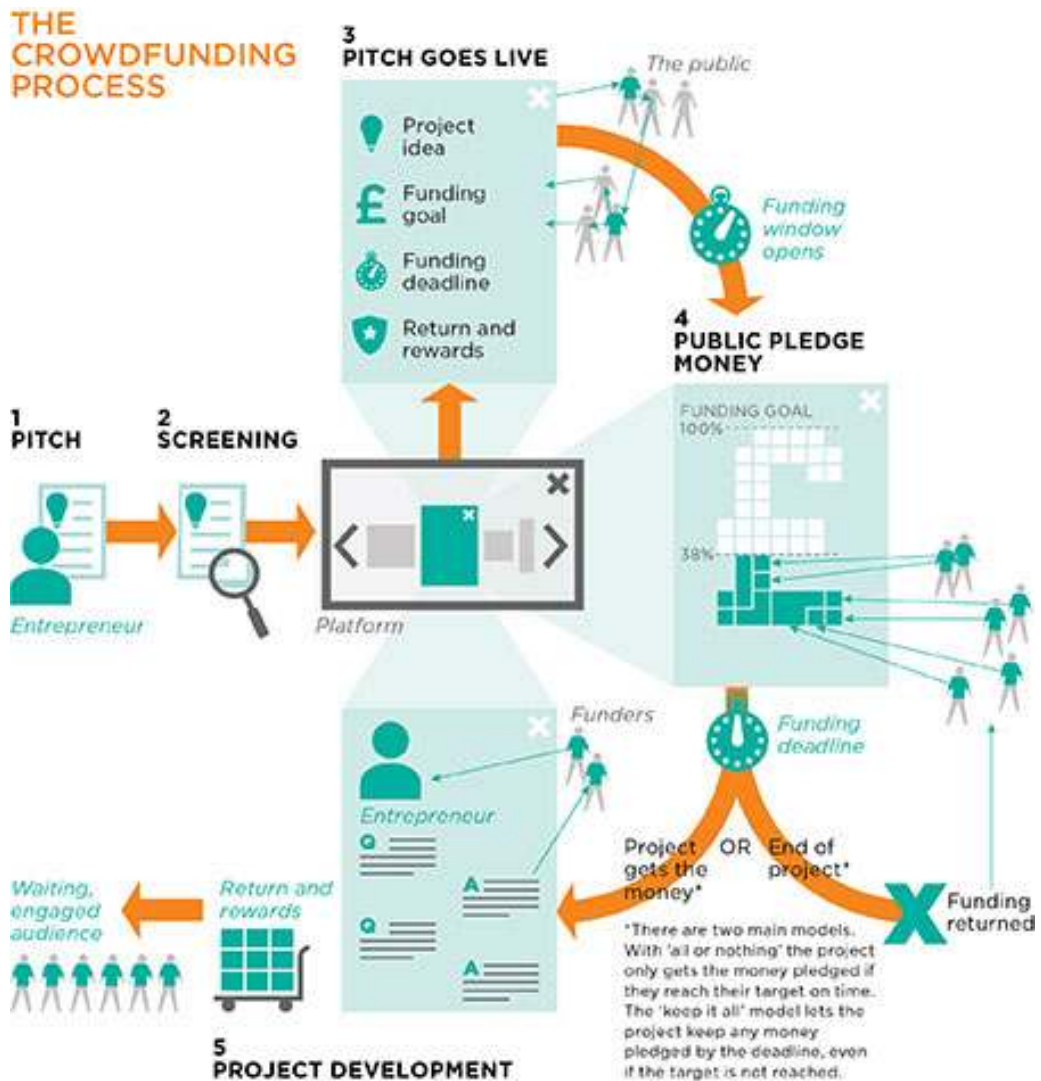 THE
CROWDFUNDING
PROCESS
3
PITCH GOES LIVE
The public
Project
idea
Funding
goal
Funding
deadline
Return and
rewards
Funding
window
opens
4
PUBLIC PLEDGE
MONEY
FUNDING GOAL
100%
38%
1
PITCH
2
SCREENING
Entrepreneur
Platform
Funding
deadline
Funders
Entrepreneur
Q
A
Q
A
Project
gets the
money*
OR
End of
project*
Funding
returned
*There are two main models.
With 'all or nothing' the project
only gets the money pledged if
they reach their target on time.
The 'keep it all' model lets the
project keep any money
pledged by the deadline, even
if the target is not reached.
Waiting,
engaged
audience
Return and
rewards
5
PROJECT DEVELOPMENT